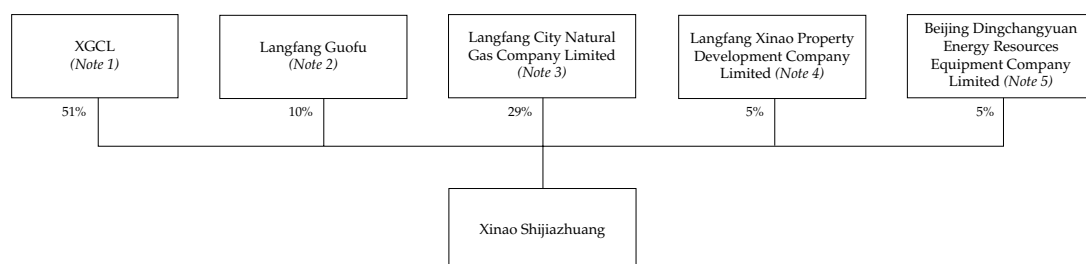 XGCL
(Note 1)
Langfang Guofu
(Note 2)
Langfang City Natural
Gas Company Limited
(Note 3)
Langfang Xinao Property
Development Company
Limited (Note 4)
Beijing Dingchangyuan
Energy Resources
Equipment Company
Limited (Note 5)
51%
10%
29%
5%
5%
Xinao Shijiazhuang